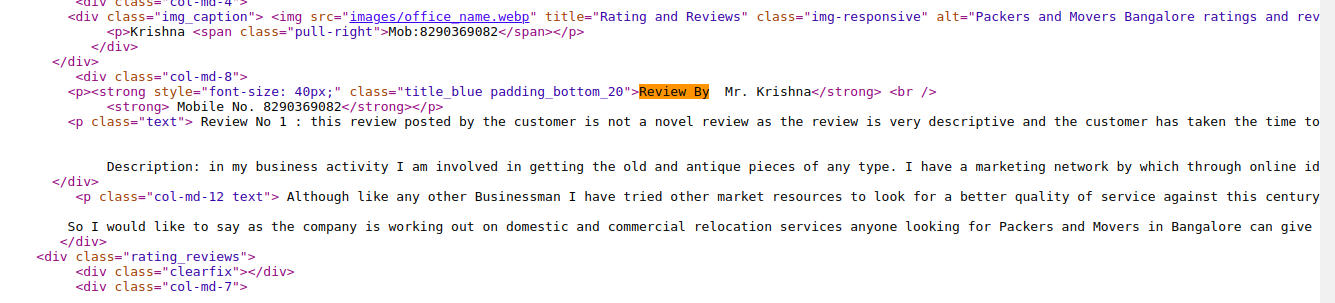 <div class="col-md-4">
<div class="img_caption"> <img src="images/office_name.webp" title="Rating and Reviews" class="img-responsive" alt="Packers and Movers Bangalore ratings and rev
<p>Krishna <span class="pull-right">Mob:8290369082</span></p>
</div>
</div>
<div class="col-md-8">
<p><strong style="font-size: 40px;" class="title_blue padding_bottom_20">Review By  Mr. Krishna</strong> <br />
<strong> Mobile No. 8290369082</strong></p>
<p class="text"> Review No 1 : this review posted by the customer is not a novel review as the review is very descriptive and the customer has taken the time to
Description: in my business activity I am involved in getting the old and antique pieces of any type. I have a marketing network by which through online id
</div>
<p class="col-md-12 text"> Although like any other Businessman I have tried other market resources to look for a better quality of service against this century
So I would like to say as the company is working out on domestic and commercial relocation services anyone looking for Packers and Movers in Bangalore can give
</div>
<div class="rating_reviews">
<div class="clearfix"></div>
<div class="col-md-7">